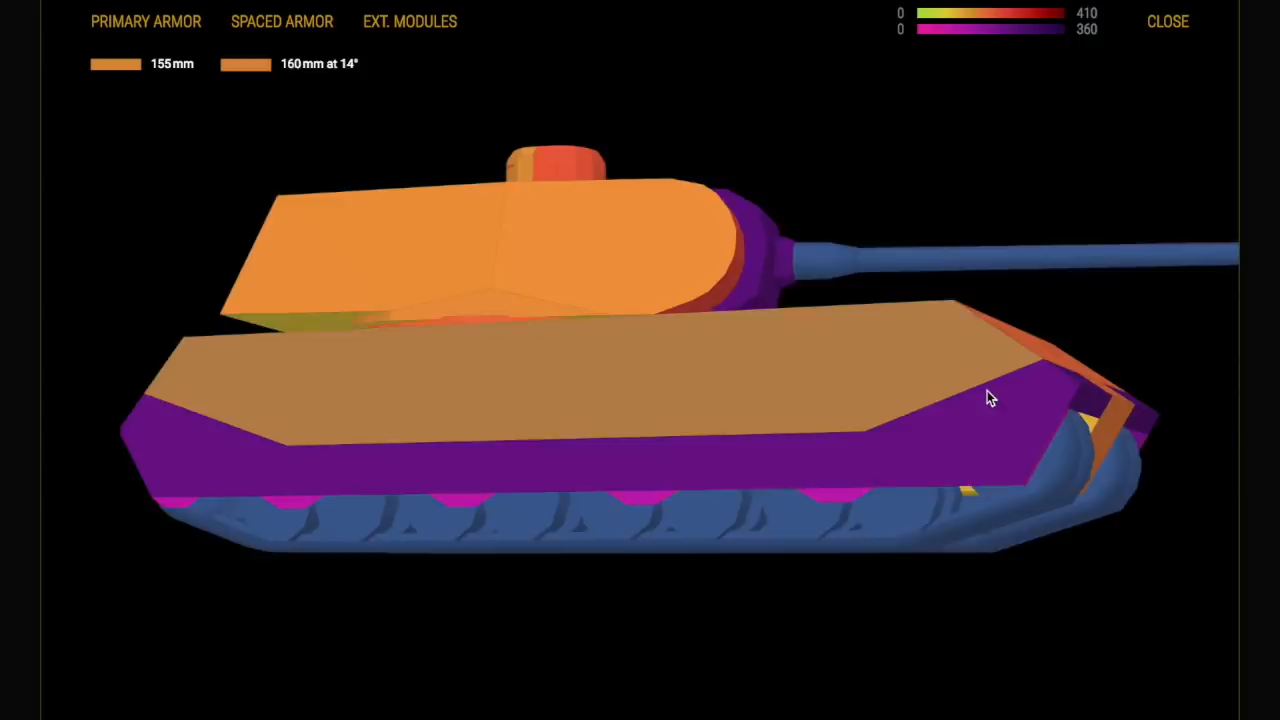 PRIMARY ARMOR SPACED ARMOR EXT. MODULES
0 410
0 360
CLOSE
155mm 160mm at 14°